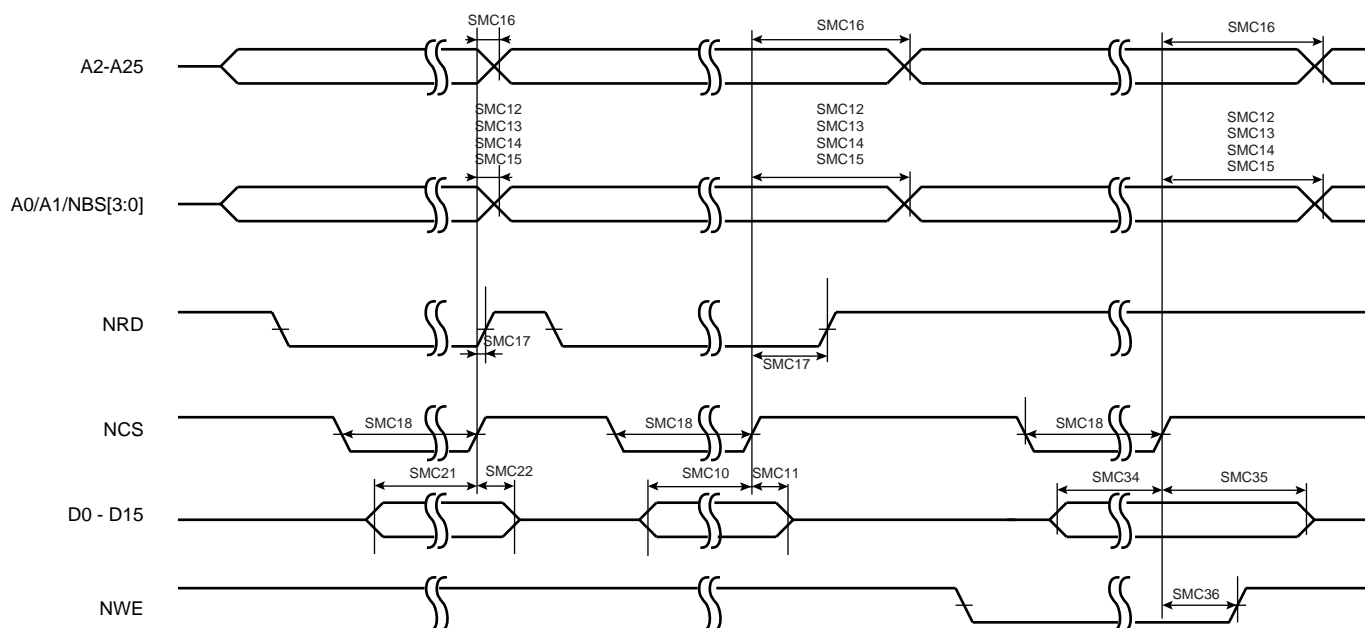 SMC16
SMC16
SMC16
A2-A25
SMC12
SMC13
SMC14
SMC15
SMC12
SMC13
SMC14
SMC15
SMC12
SMC13
SMC14
SMC15
A0/A1/NBS[3:0]
NRD
SMC17
SMC17
NCS
SMC18
SMC18
SMC18
SMC21
SMC22
SMC10
SMC11
SMC34
SMC35
D0 - D15
NWE
SMC36